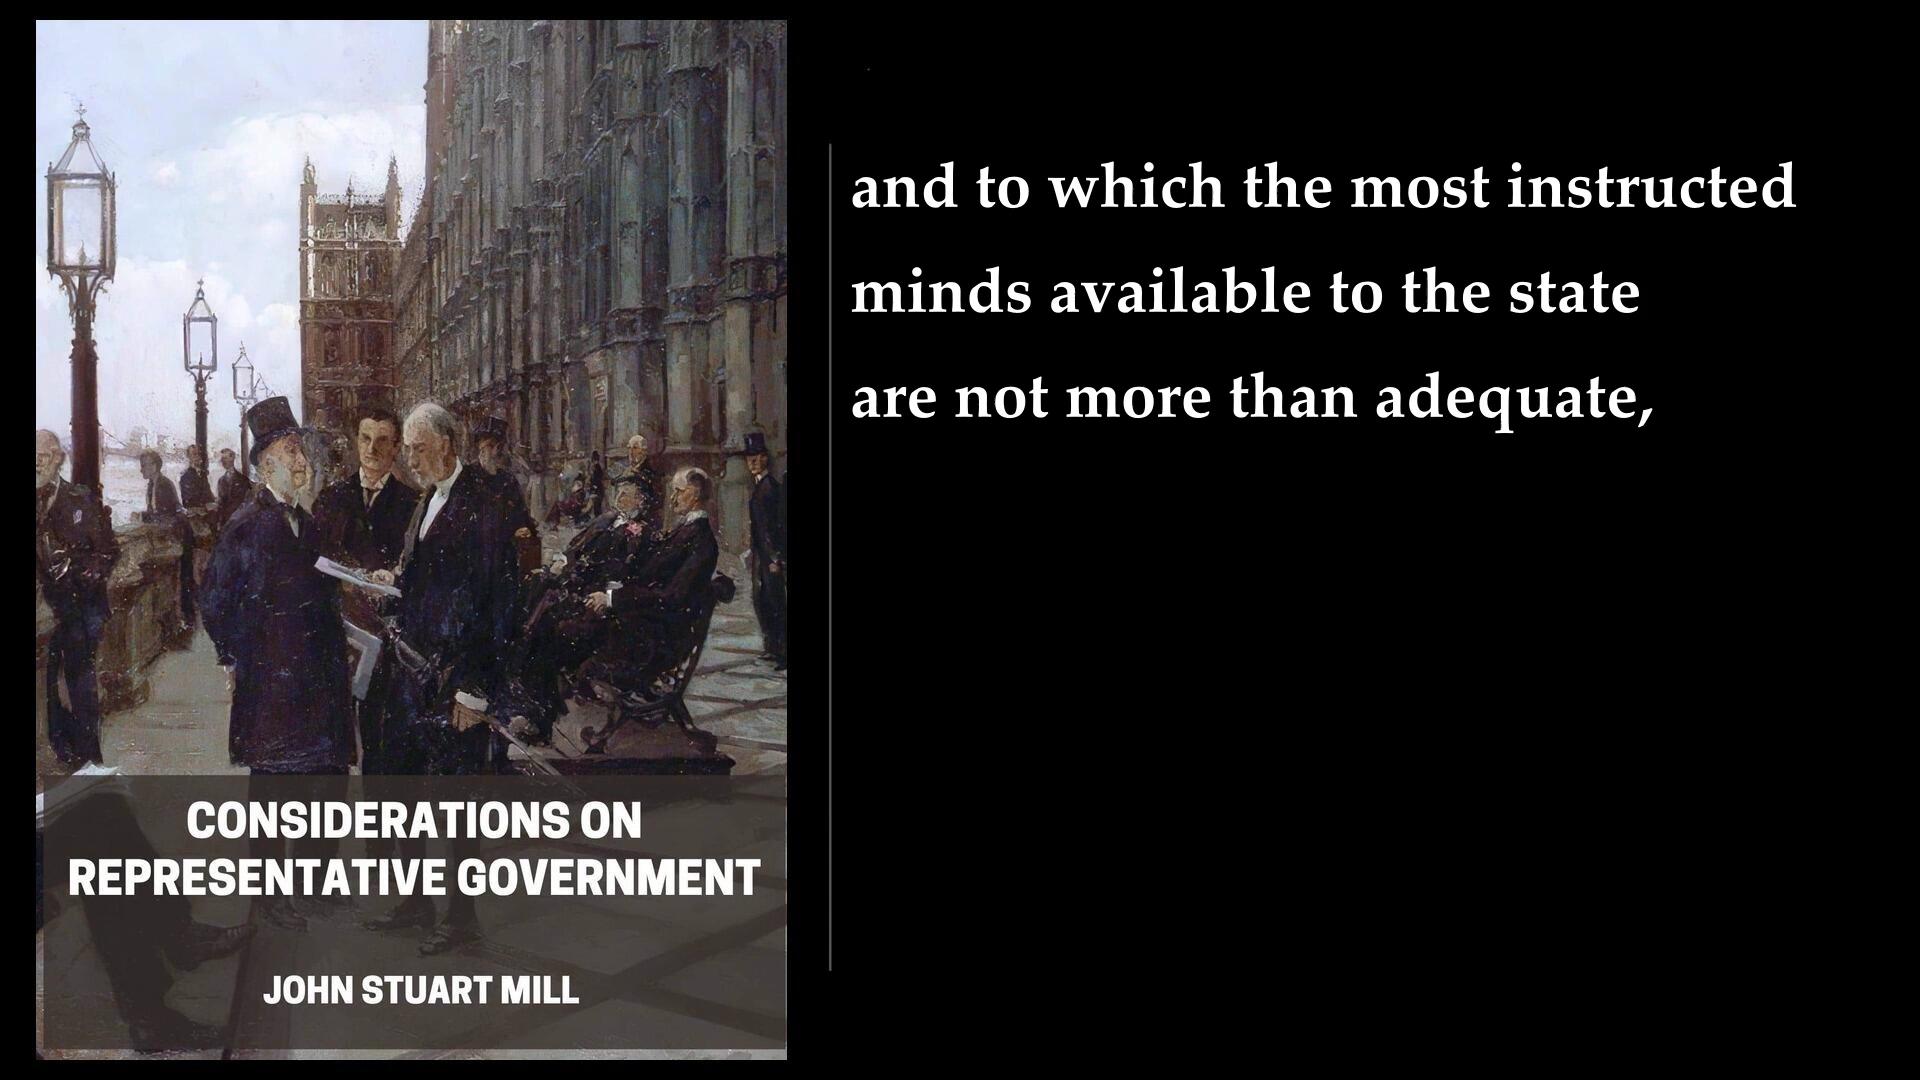 and to which the most instructed
minds available to the state
are not more than adequate,
CONSIDERATIONS ON
REPRESENTATIVE GOVERNMENT
JOHN STUART MILL